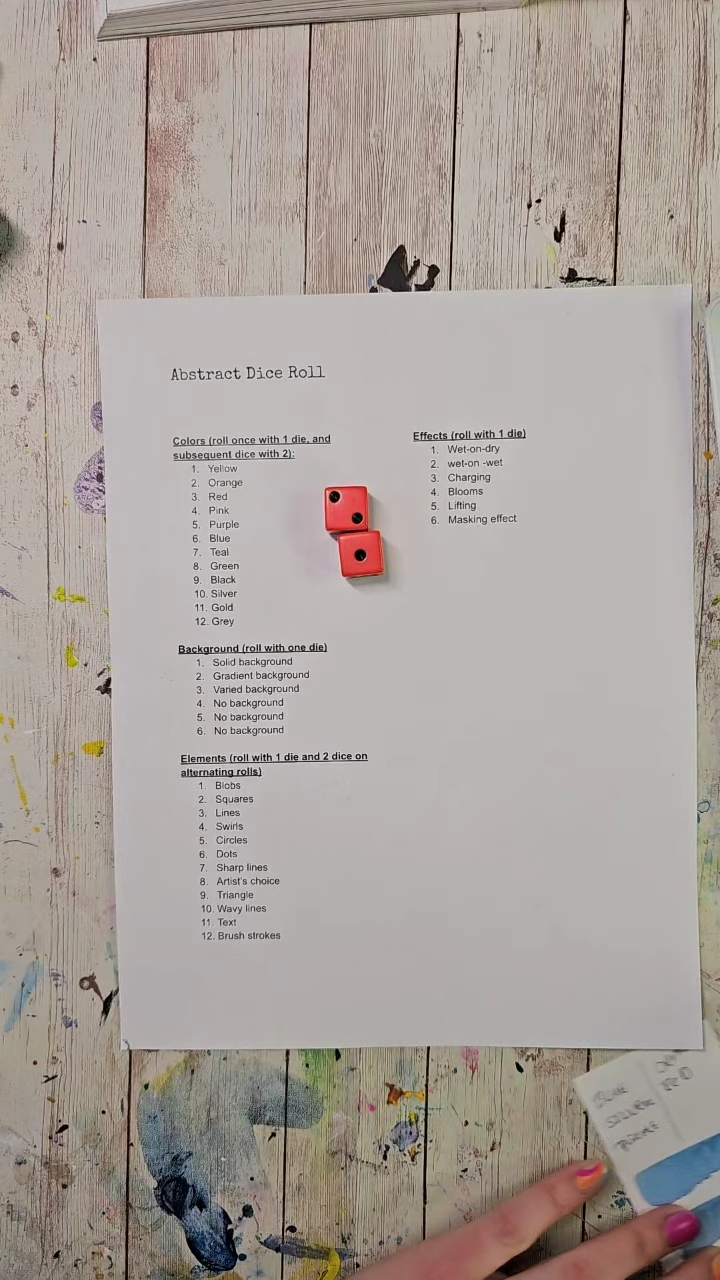 Abstract Dice Roll
Colors (roll once with 1 die, and
subsequent dice with 2):
1. Yellow
2. Orange
3. Red
4. Pink
5. Purple
6. Blue
7. Teal
8. Green
9. Black
10. Silver
11. Gold
12. Grey
Background (roll with one die)
1. Solid background
2. Gradient background
3. Varied background
4. No background
5. No background
6. No background
Elements (roll with 1 die and 2 dice on
alternating rolls)
1. Blobs
2. Squares
3. Lines
4. Swirls
5. Circles
6. Dots
7. Sharp lines
8. Artist's choice
9. Triangle
10. Wavy lines
11. Text
12. Brush strokes
Effects (roll with 1 die)
1. Wet-on-dry
2. wet-on -wet
3. Charging
4. Blooms
5. Lifting
6. Masking effect